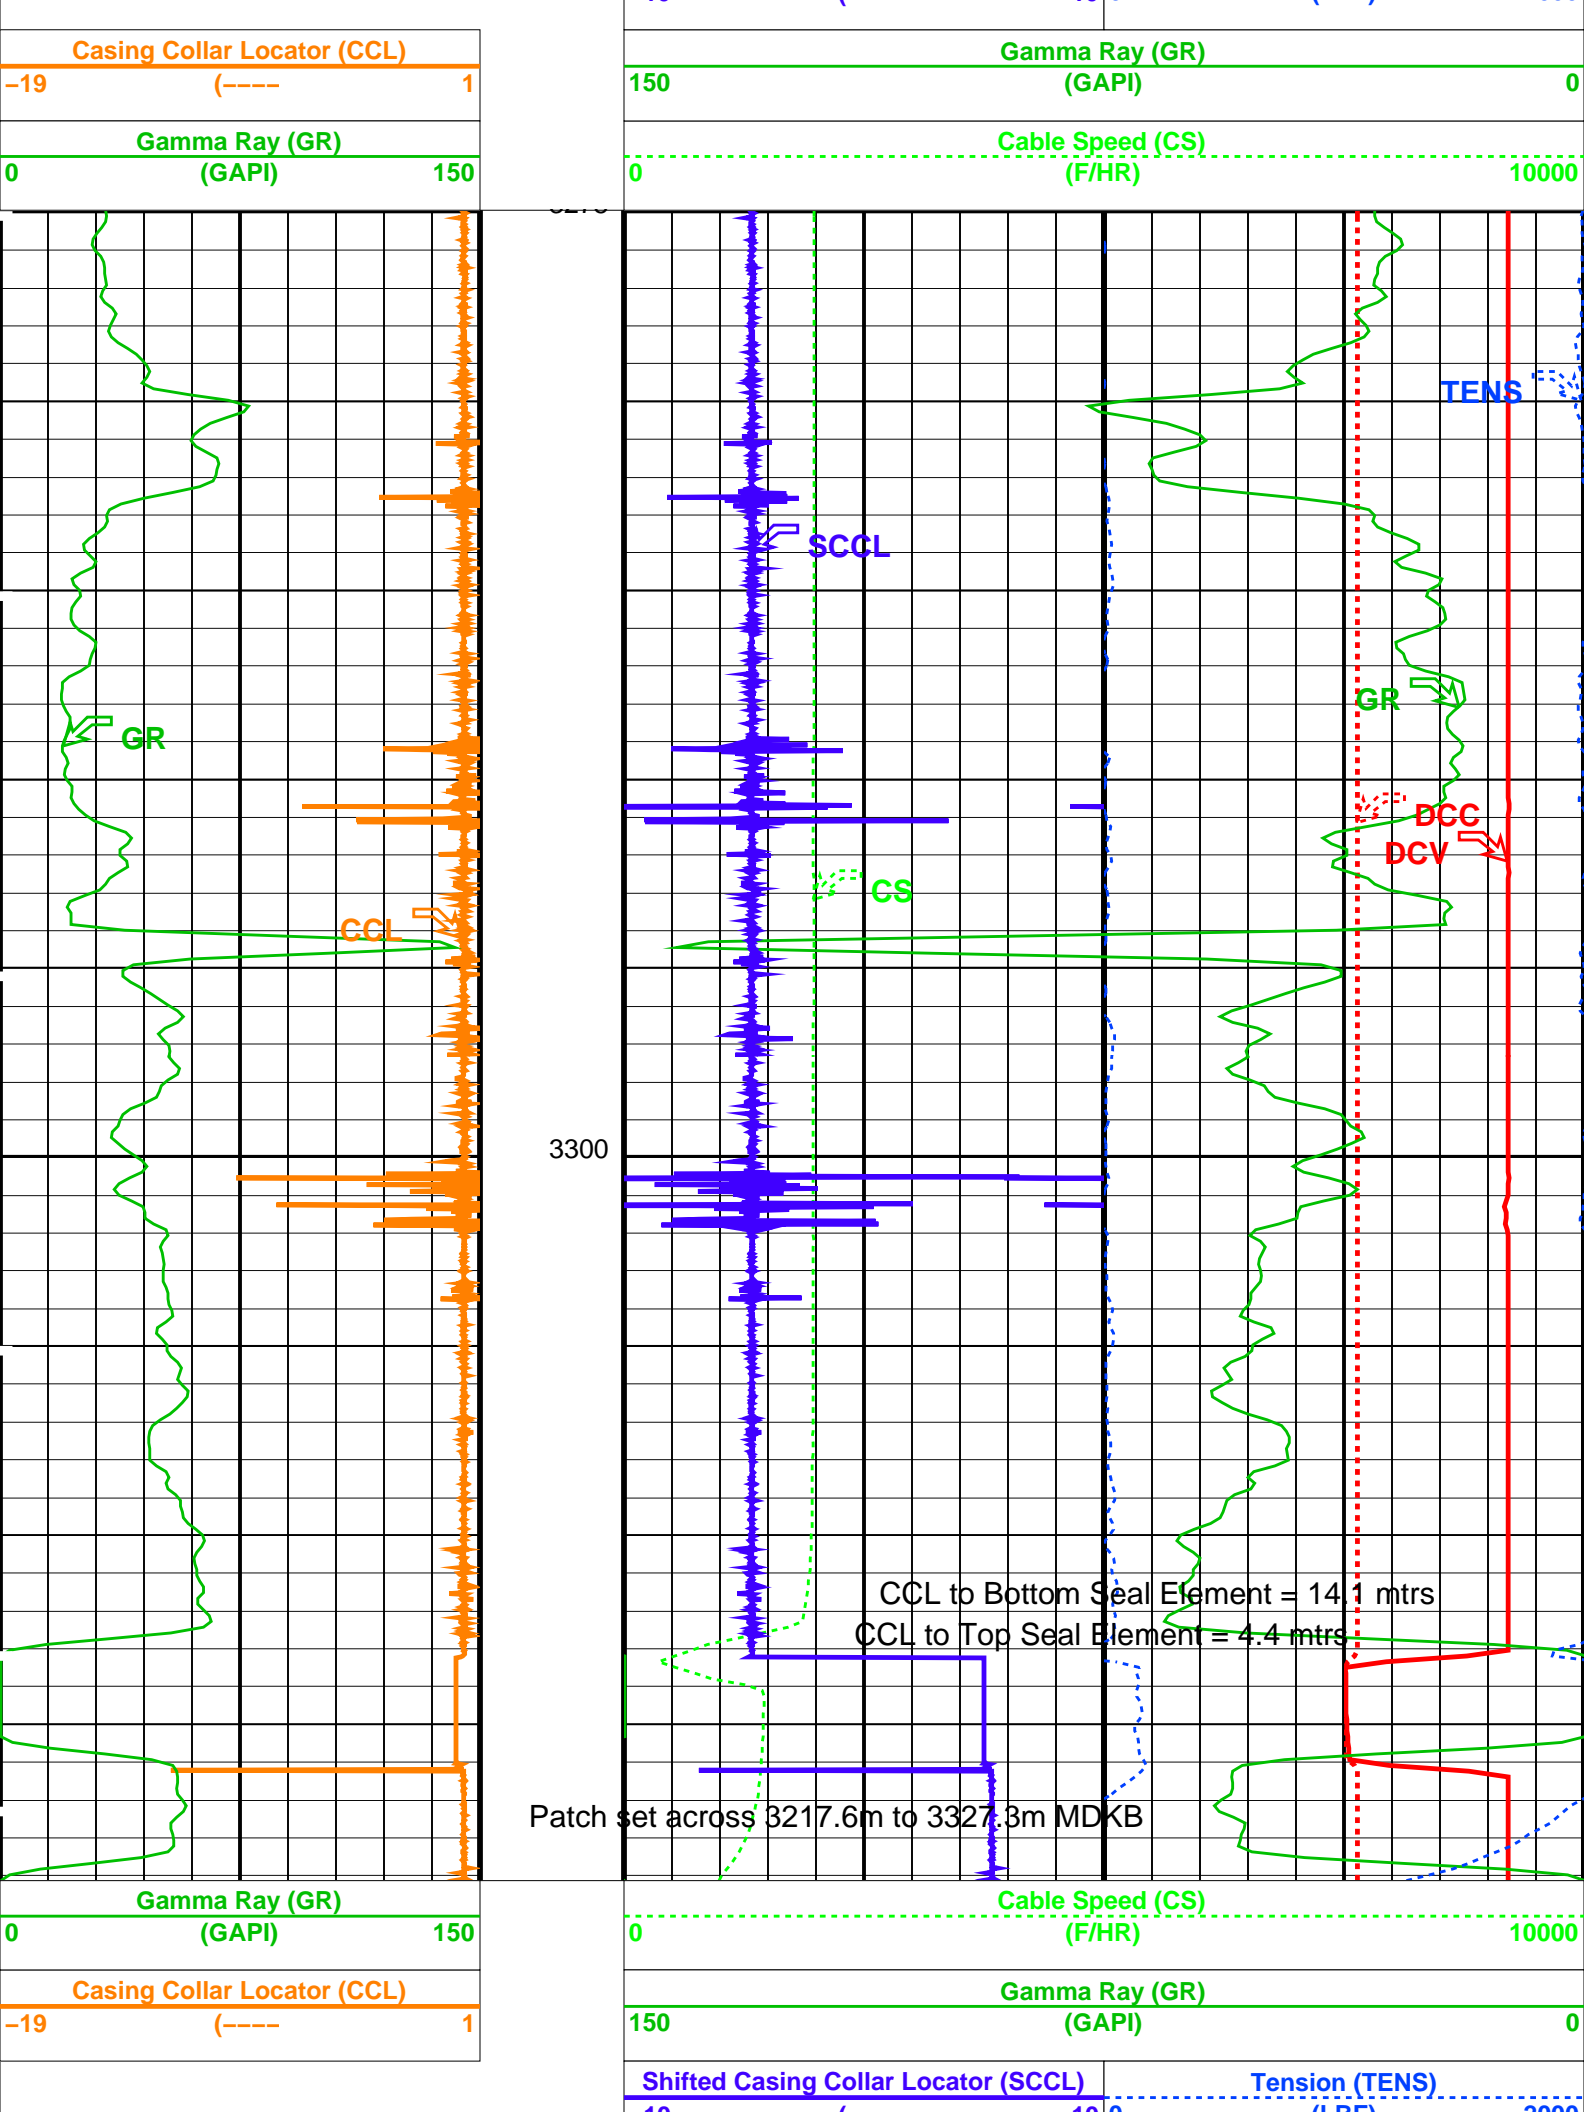 Casing Collar Locator (CCL)
–19 (–––– 1
Gamma Ray (GR)
(GAPI)
150 0
Gamma Ray (GR)
0 (GAPI) 150
Cable Speed (CS)
0 (F/HR) 10000
TENS
SCCL
GR
GR
DCC
DCV
CS
CCL
3300
CCL to Bottom Seal Element = 14.1 mtrs
CCL to Top Seal Element = 4.4 mtrs
Patch set across 3217.6m to 3327.3m MDKB
Gamma Ray (GR)
0 (GAPI) 150
Cable Speed (CS)
0 (F/HR) 10000
Casing Collar Locator (CCL)
–19 (–––– 1
Gamma Ray (GR)
150 (GAPI) 0
Shifted Casing Collar Locator (SCCL)
Tension (TENS)